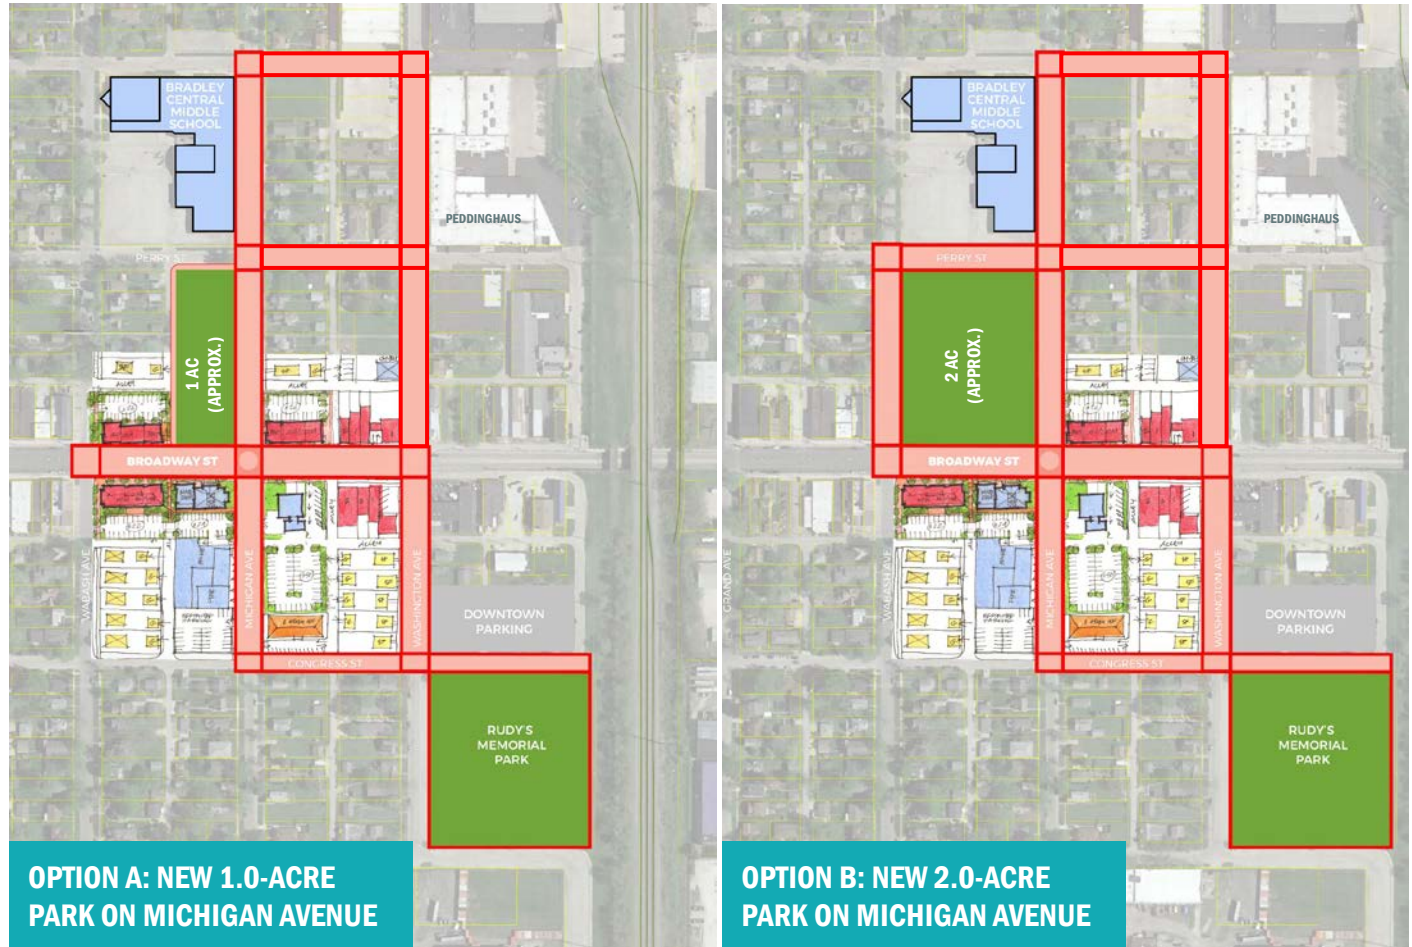 BRADLEY
CENTRAL
MIDDLE
SCHOOL
PEDDINGHAUS
PERRY S
1 AC
(APPROX.)
ALLEY
BROADWAY ST
WABASH AVE
MICHIGAN AVE
WASHINGTON AVE
DOWNTOWN
PARKING
CONGRESS ST
RUDY'S
MEMORIAL
PARK
OPTION A: NEW 1.0-ACRE
PARK ON MICHIGAN AVENUE
BRADLEY
CENTRAL
MIDDLE
SCHOOL
PEDDINGHAUS
PERRY ST
2 AC
(APPROX.)
ALLEY
BROADWAY ST
GRAND AVE
WABASH AVE
MICHIGAN AVE
WASHINGTON AVE
DOWNTOWN
PARKING
CONGRESS ST
RUDY'S
MEMORIAL
PARK
OPTION B: NEW 2.0-ACRE
PARK ON MICHIGAN AVENUE